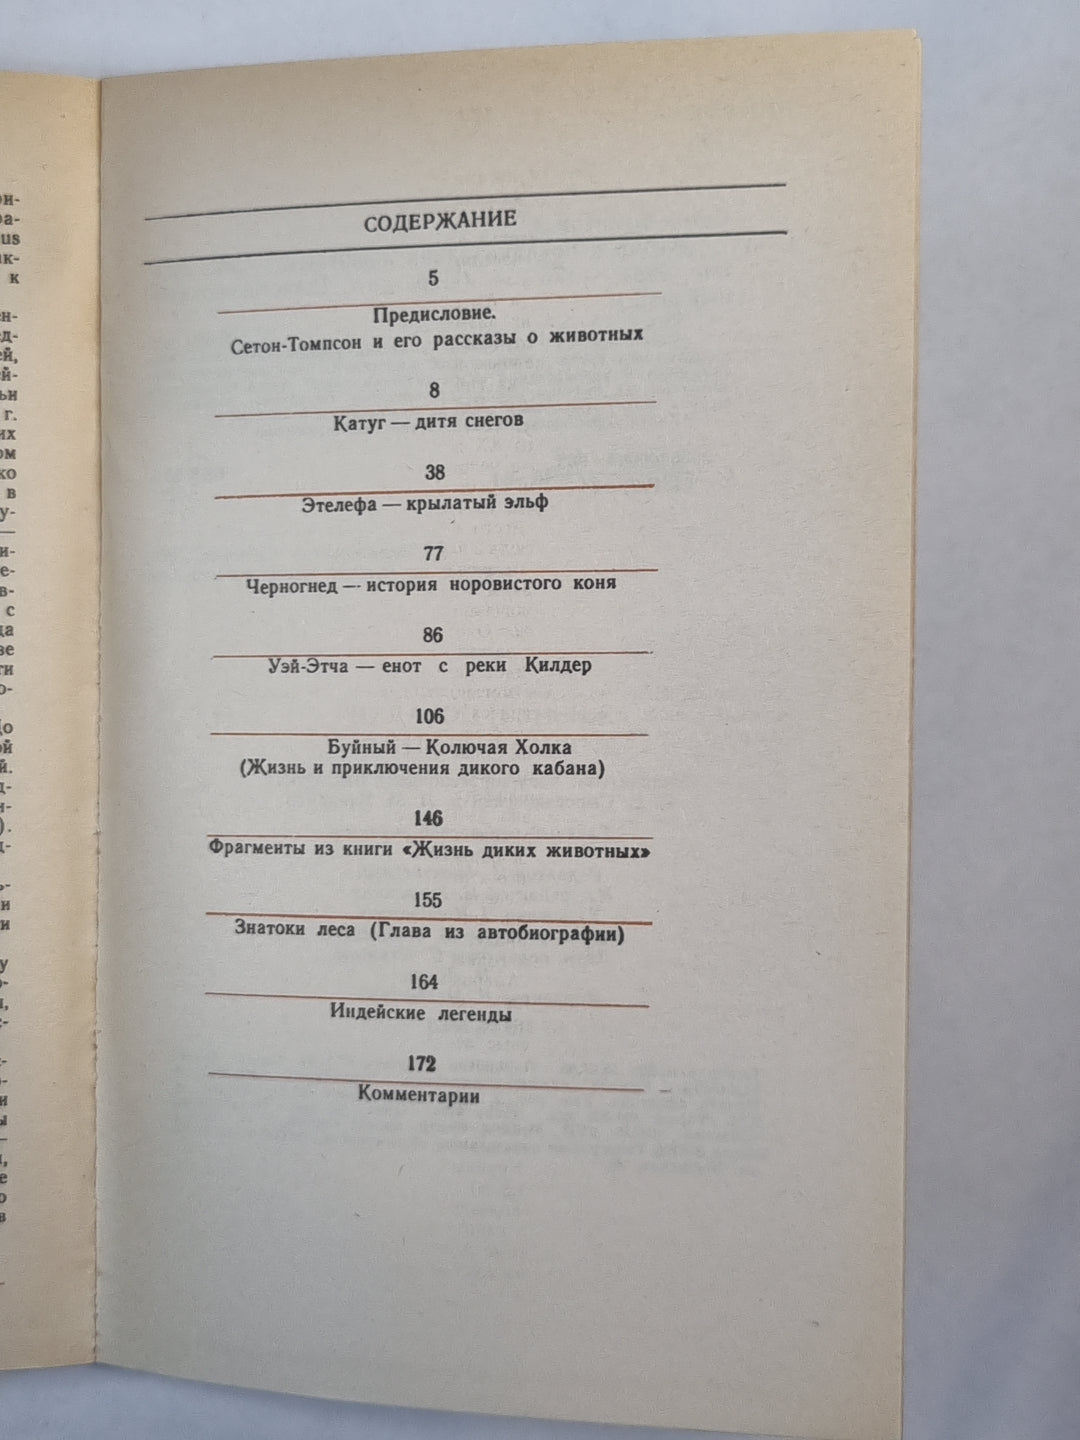 СОДЕРЖАНИЕ
5
Предисловие.
Сетон-Томпсон и его рассказы о животных
8
Катуг — дитя снегов
38
Этелефа — крылатый эльф
77
Черногнед — история норовистого коня
86
Уэй-Этча — енот с реки Килдер
106
Буйный — Колючая Холка
(Жизнь и приключения дикого кабана)
146
Фрагменты из книги «Жизнь диких животных»
155
Знатоки леса (Глава из автобиографии)
164
Индейские легенды
172
Комментарии